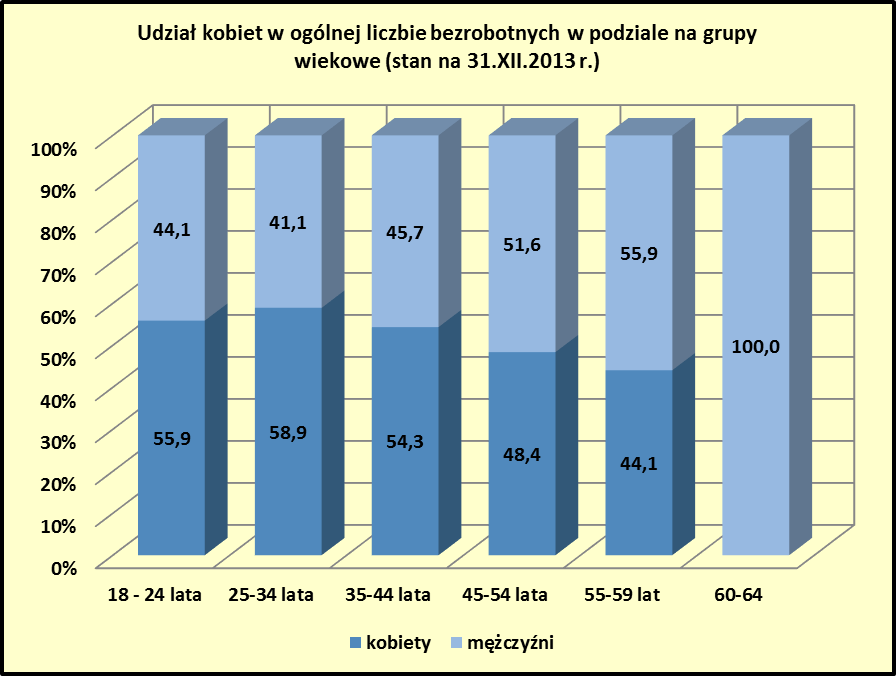 Udział kobiet w ogólnej liczbie bezrobotnych w podziale na grupy
wiekowe (stan na 31.XII.2013 r.)
100%
90%
80%
70%
60%
50%
40%
30%
20%
10%
0%
44,1
41,1
45,7
51,6
55,9
100,0
55,9
58,9
54,3
48,4
44,1
18 - 24 lata
25-34 lata
35-44 lata
45-54 lata
55-59 lat
60-64
kobiety
mężczyźni